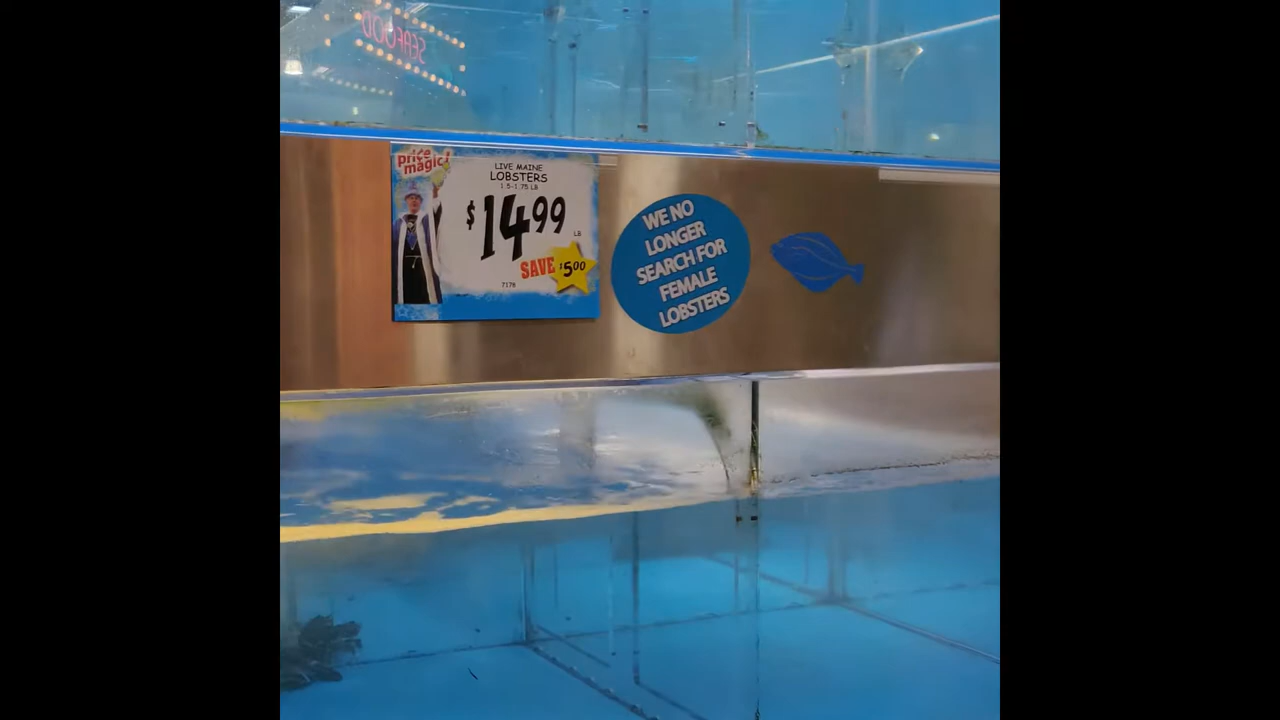 SEAFOOD
price
magic!
LIVE MAINE
LOBSTERS
1.5-1.75 LB
$14.99
LB
SAVE $5.00
7178
WE NO
LONGER
SEARCH FOR
FEMALE
LOBSTERS